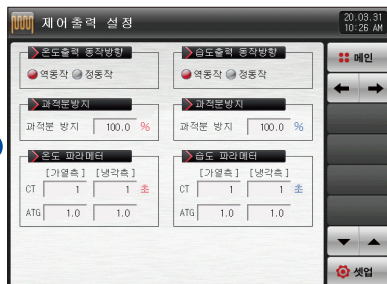 제어출력 설정
20.03.31
10:26 AM
온도출력 동작방향
역동작 정동작
과적분방지
과적분 방지 100.0 %
온도 파라메터
[가열측] [냉각측]
CT 1 1 초
ATG 1.0 1.0
습도출력 동작방향
역동작 정동작
과적분방지
과적분 방지 100.0 %
습도 파라메터
[가열측] [냉각측]
CT 1 1 초
ATG 1.0 1.0
메인
셋업